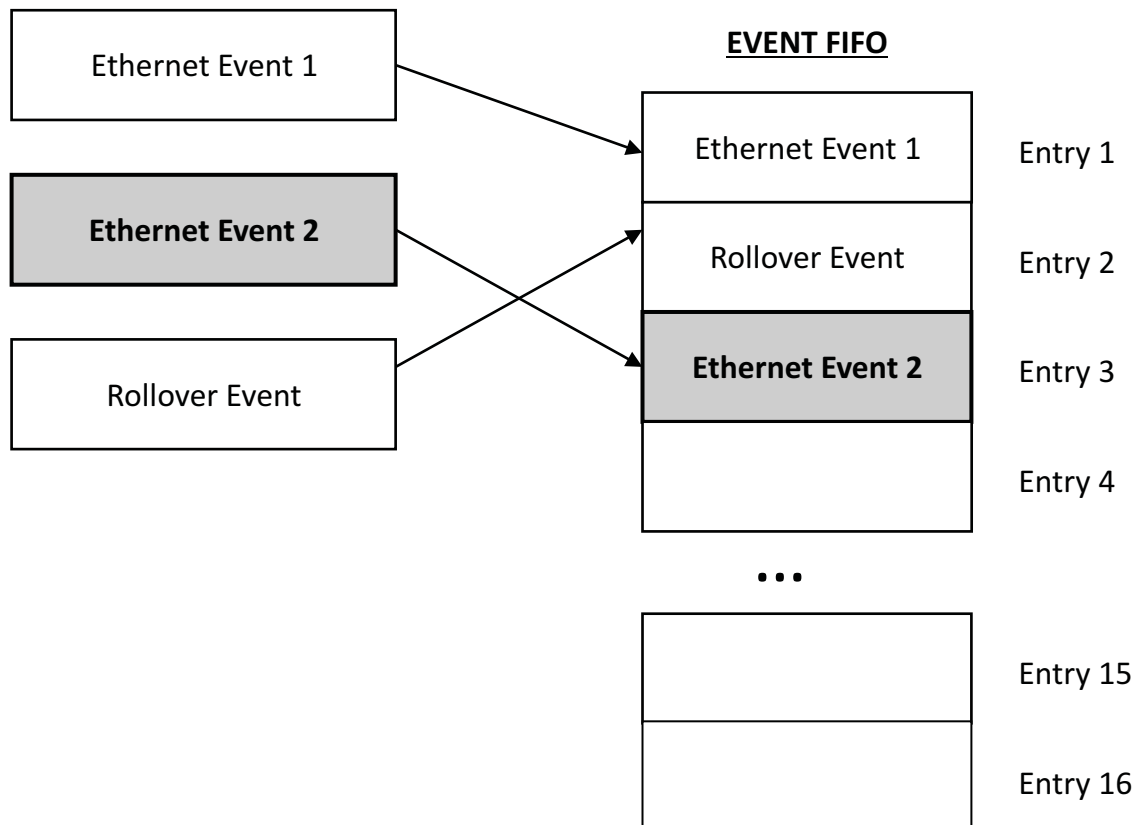 Ethernet Event 1
Ethernet Event 2
Rollover Event
EVENT FIFO
Ethernet Event 1
Entry 1
Rollover Event
Entry 2
Ethernet Event 2
Entry 3
Entry 4
...
Entry 15
Entry 16